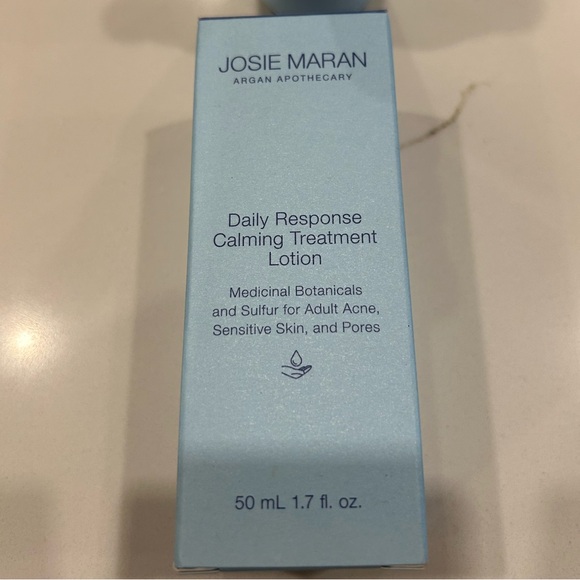 JOSIE MARAN
ARGAN APOTHECARY
Daily Response
Calming Treatment
Lotion
Medicinal Botanicals
and Sulfur for Adult Acne,
Sensitive Skin, and Pores
50 mL 1.7 fl. oz.